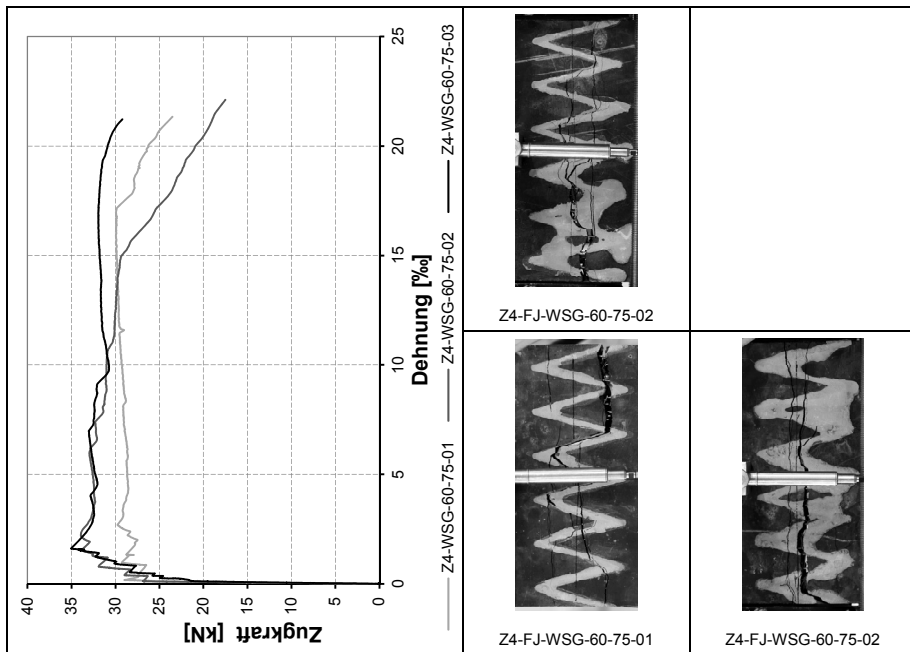 40
35
30
25
20
15
10
5
0
Zugkraft [kN]
0
5
10
15
20
25
Dehnung [‰]
Z4-WSG-60-75-01
Z4-WSG-60-75-02
Z4-WSG-60-75-03
Z4-FJ-WSG-60-75-02
Z4-FJ-WSG-60-75-01
Z4-FJ-WSG-60-75-02